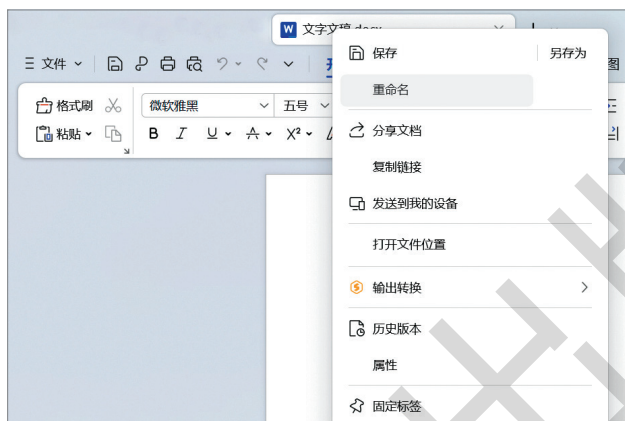 W 文字文稿.docx
三 文件
图
保存 另存为
重命名
格式刷 微软雅黑 五号
粘贴 B I U A X²
分享文档
复制链接
发送到我的设备
打开文件位置
输出转换
历史版本
属性
固定标签